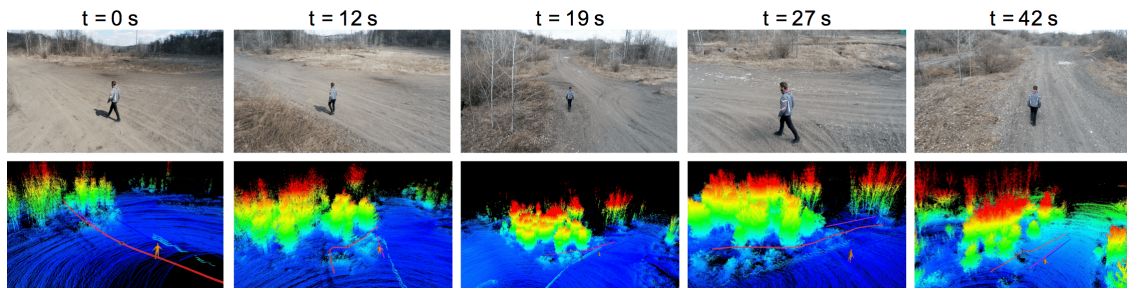 t = 0 s
t = 12 s
t = 19 s
t = 27 s
t = 42 s